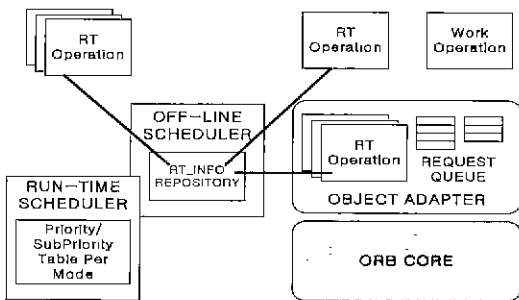 RT
Operation
RT
Operation
Work
Operation
OFF-LINE
SCHEDULER
RT_INFO
REPOSITORY
RT
Operation
REQUEST
QUEUE
OBJECT ADAPTER
RUN-TIME
SCHEDULER
Priority/
SubPriority
Table Per
Mode
ORB CORE